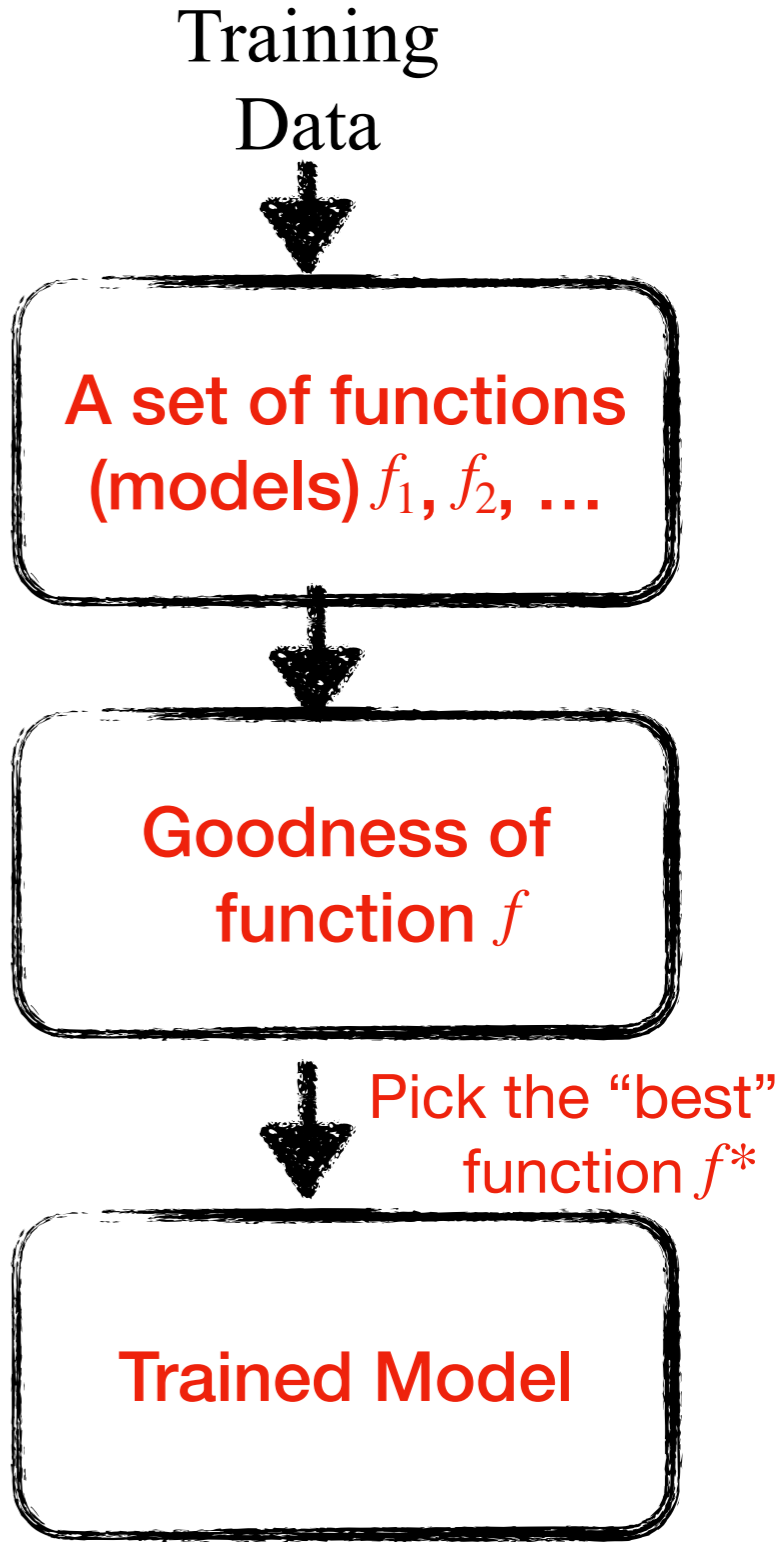 Training
Data
A set of functions
(models) f₁, f₂, …
Goodness of
function f
Pick the “best”
function f*
Trained Model